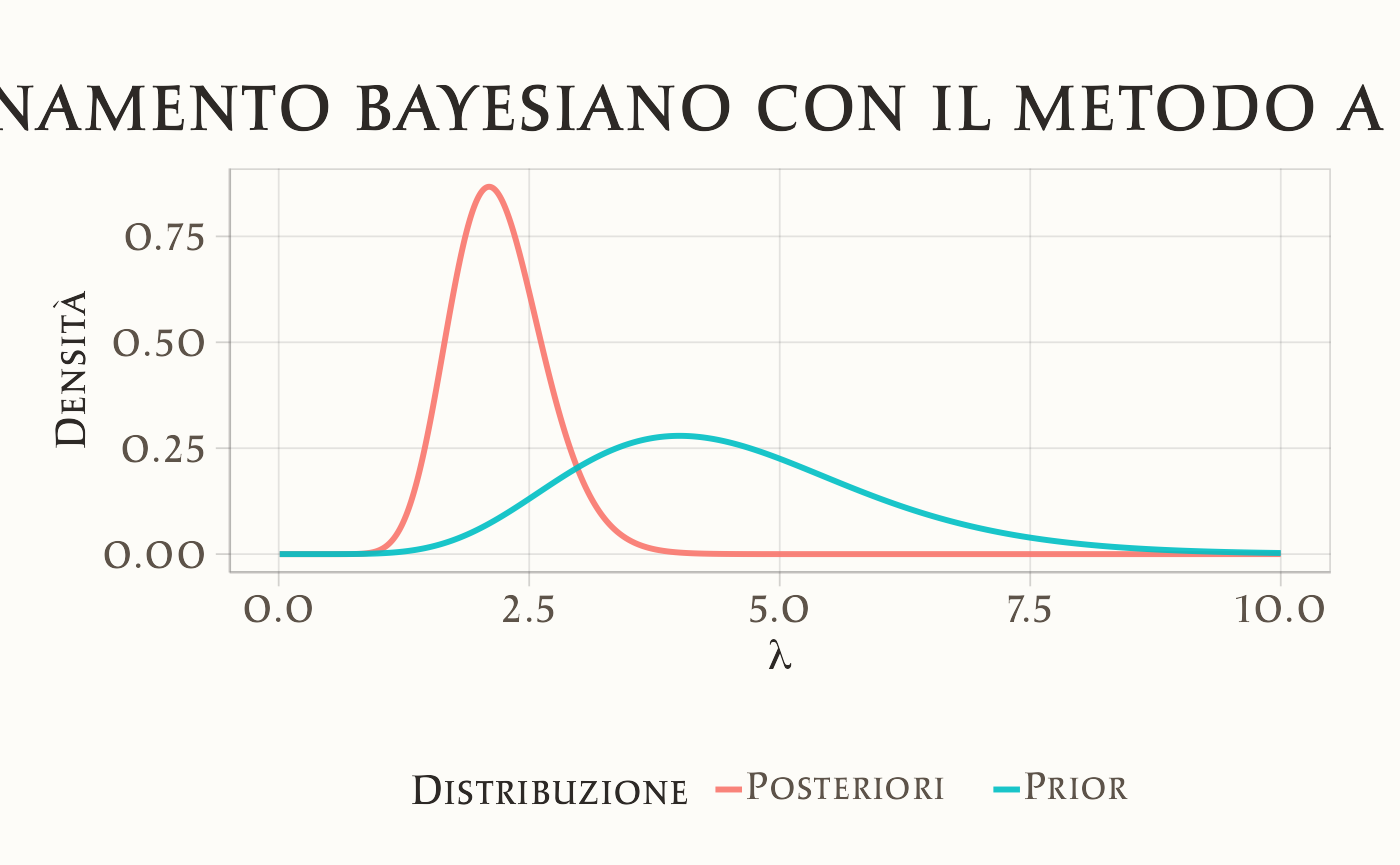 NAMENTO BAYESIANO CON IL METODO A
0.75
0.50
0.25
0.00
DENSITÀ
0.0 2.5 5.0 7.5 10.0
λ
DISTRIBUZIONE POSTERIORI PRIOR